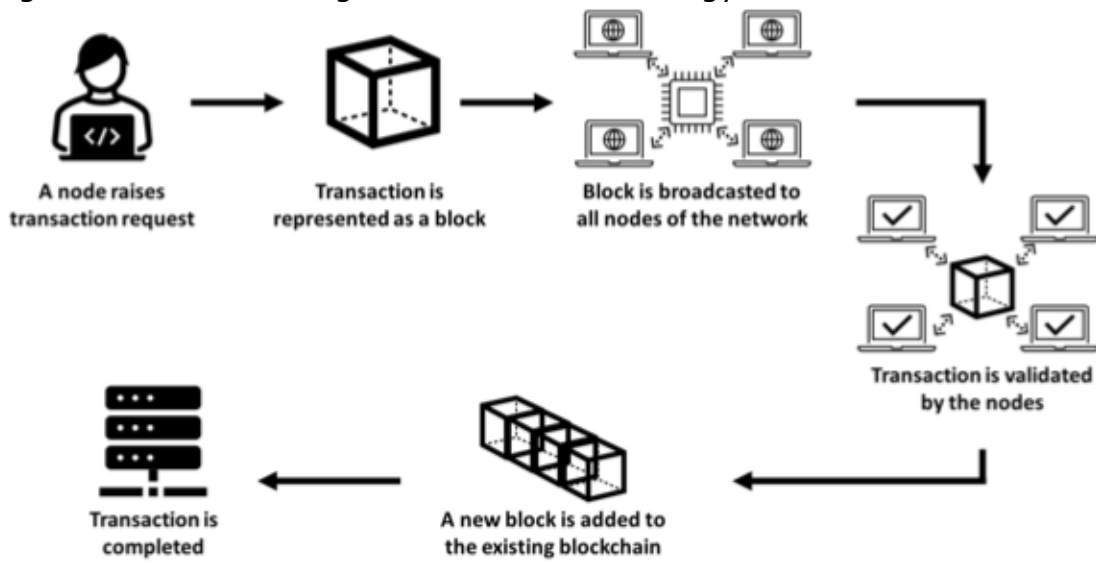 </>
A node raises
transaction request
Transaction is
represented as a block
Block is broadcasted to
all nodes of the network
Transaction is validated
by the nodes
A new block is added to
the existing blockchain
Transaction is
completed